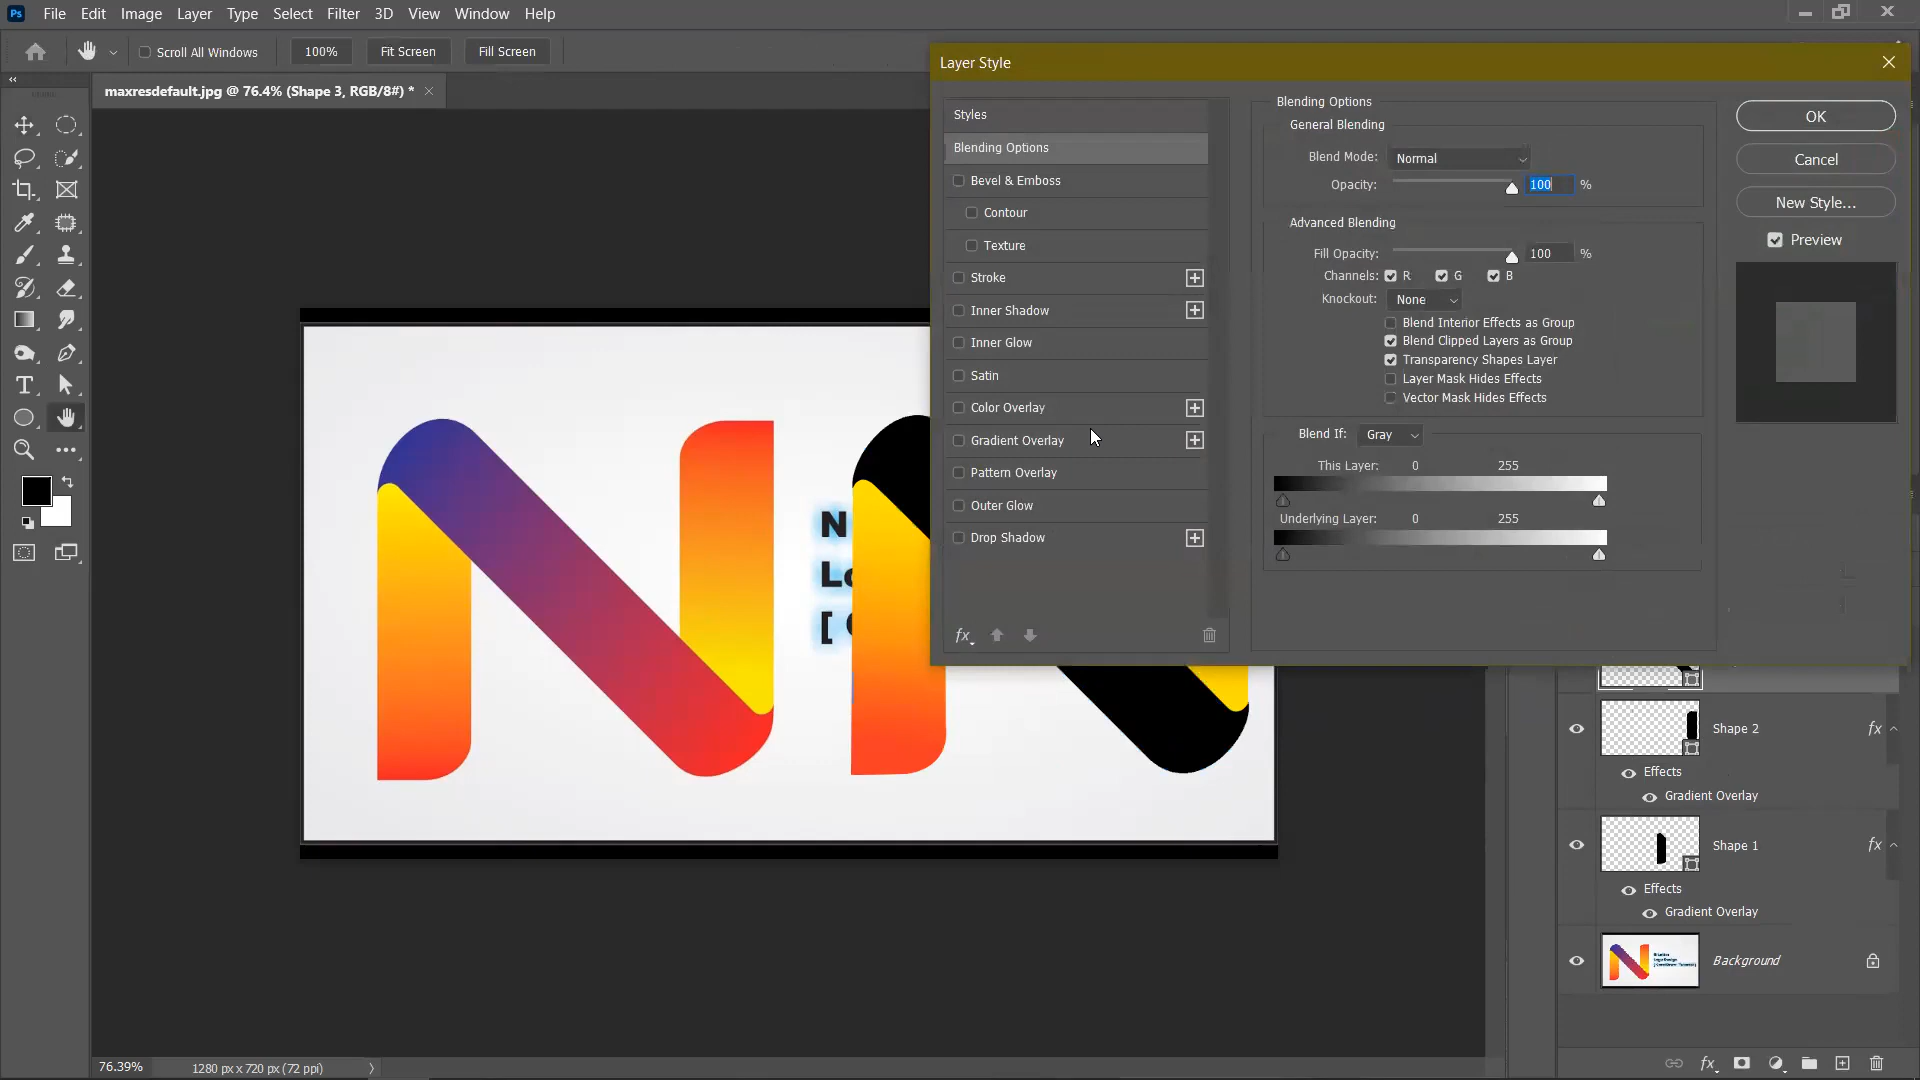 Ps File Edit Image Layer Type Select Filter 3D View Window Help
Scroll All Windows 100% Fit Screen Fill Screen
maxresdefault.jpg @ 76.4% (Shape 3, RGB/8#) *
Layer Style
Styles
Blending Options
Bevel & Emboss
Contour
Texture
Stroke
Inner Shadow
Inner Glow
Satin
Color Overlay
Gradient Overlay
Pattern Overlay
Outer Glow
Drop Shadow
fx
Blending Options
General Blending
Blend Mode: Normal
Opacity: 100 %
Advanced Blending
Fill Opacity: 100 %
Channels: R G B
Knockout: None
Blend Interior Effects as Group
Blend Clipped Layers as Group
Transparency Shapes Layer
Layer Mask Hides Effects
Vector Mask Hides Effects
Blend If: Gray
This Layer: 0 255
Underlying Layer: 0 255
OK
Cancel
New Style...
Preview
N
Lo
[
Shape 2 fx
Effects
Gradient Overlay
Shape 1 fx
Effects
Gradient Overlay
Background
fx
76.39% 1280 px x 720 px (72 ppi)